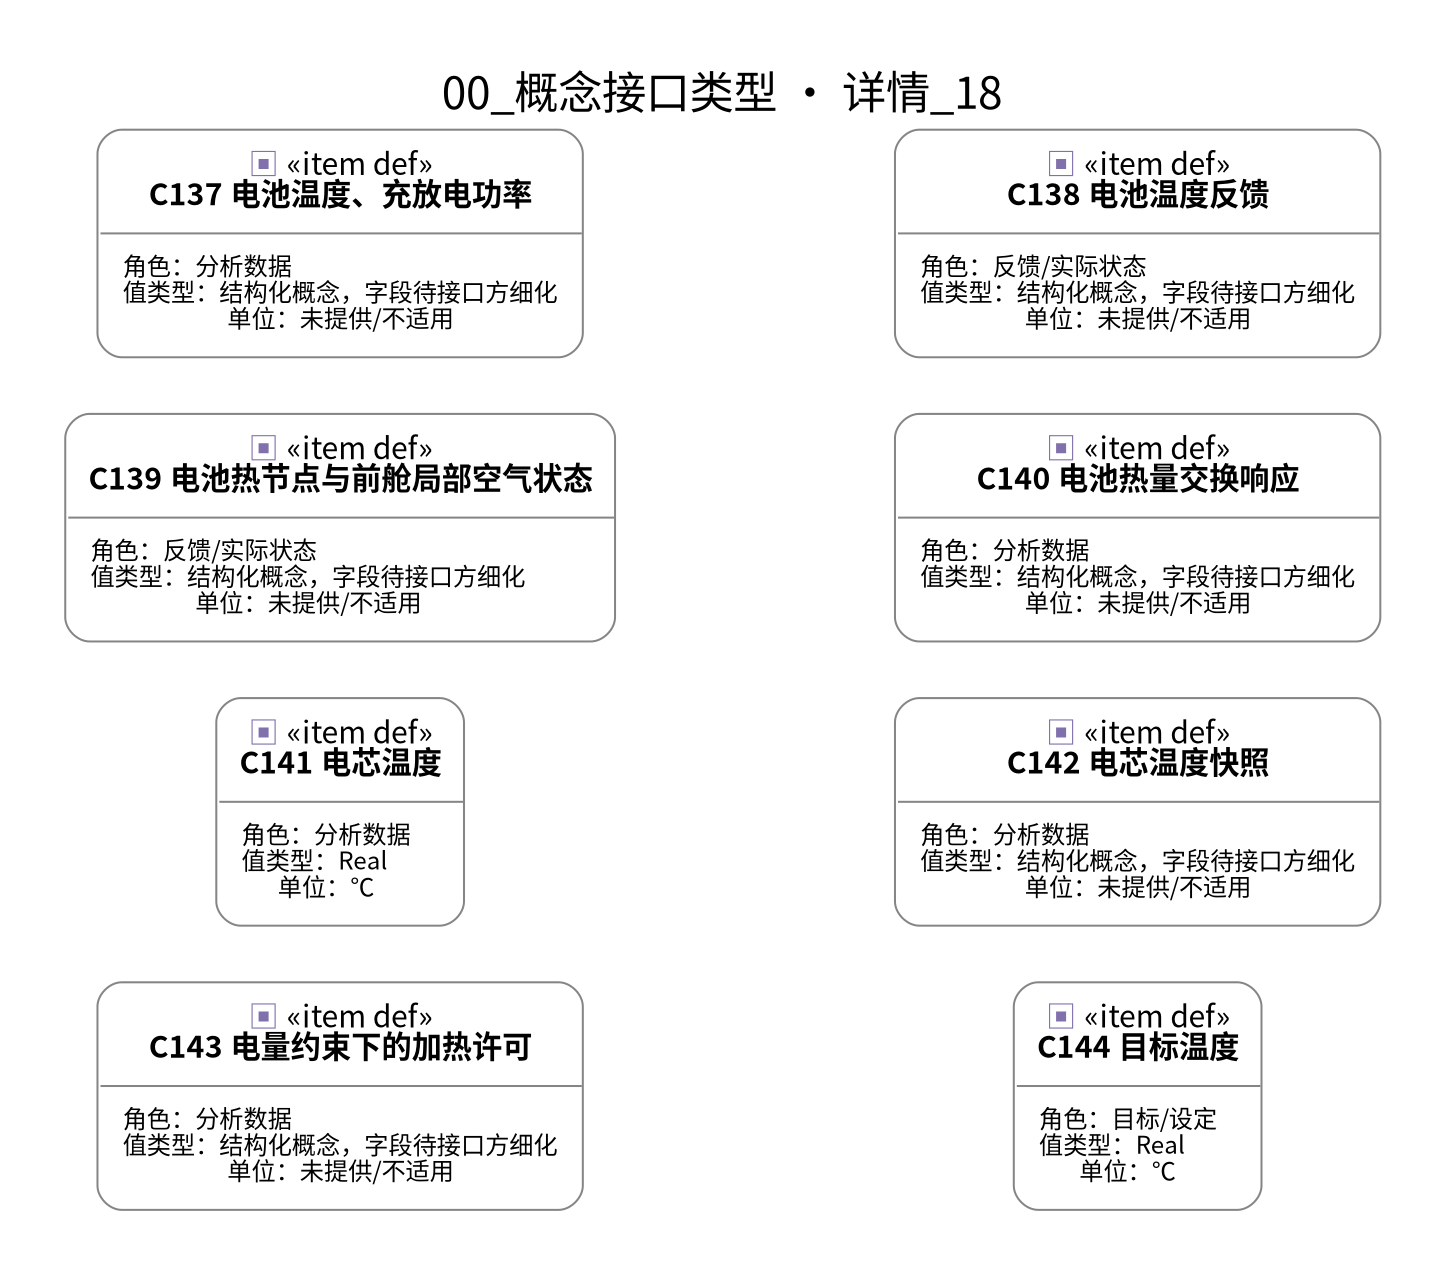 00_概念接口类型 · 详情_18
«item def»
C137 电池温度、充放电功率
角色：分析数据
值类型：结构化概念，字段待接口方细化
单位：未提供/不适用
«item def»
C138 电池温度反馈
角色：反馈/实际状态
值类型：结构化概念，字段待接口方细化
单位：未提供/不适用
«item def»
C139 电池热节点与前舱局部空气状态
角色：反馈/实际状态
值类型：结构化概念，字段待接口方细化
单位：未提供/不适用
«item def»
C140 电池热量交换响应
角色：分析数据
值类型：结构化概念，字段待接口方细化
单位：未提供/不适用
«item def»
C141 电芯温度
角色：分析数据
值类型：Real
单位：℃
«item def»
C142 电芯温度快照
角色：分析数据
值类型：结构化概念，字段待接口方细化
单位：未提供/不适用
«item def»
C143 电量约束下的加热许可
角色：分析数据
值类型：结构化概念，字段待接口方细化
单位：未提供/不适用
«item def»
C144 目标温度
角色：目标/设定
值类型：Real
单位：℃